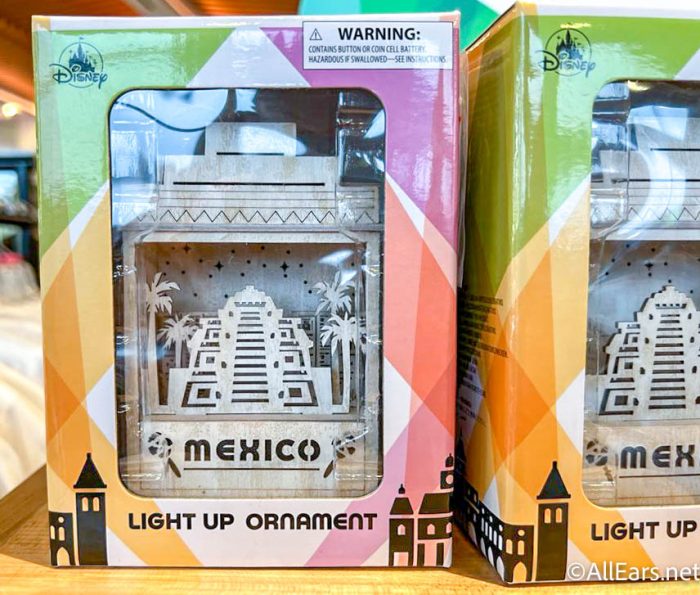 Disney
WARNING:
CONTAINS BUTTON OR COIN CELL BATTERY.
HAZARDOUS IF SWALLOWED—SEE INSTRUCTIONS.
MEXICO
LIGHT UP ORNAMENT
Disney
MEXI
LIGHT UP
©AllEars.net